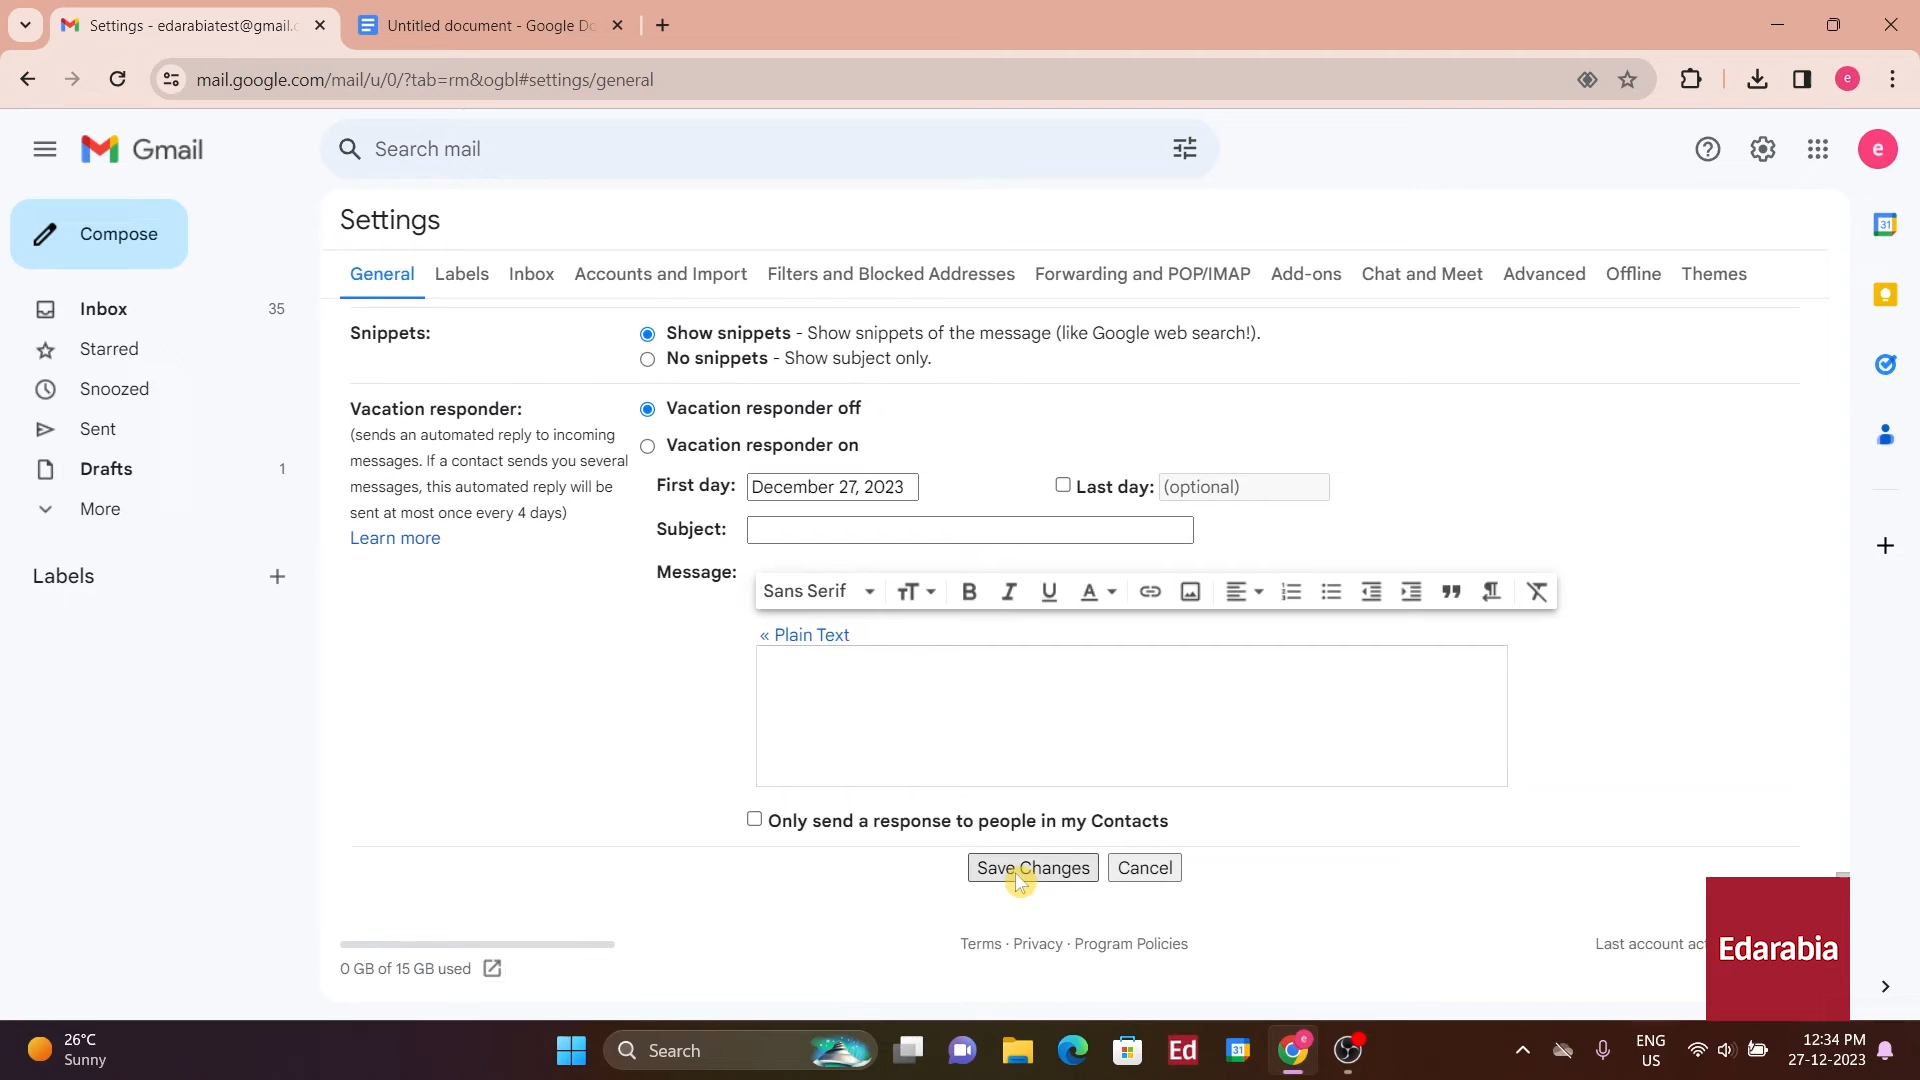 Settings - edarabiatest@gmail.c
Untitled document - Google Do
mail.google.com/mail/u/0/?tab=rm&ogbl#settings/general
e
Gmail
Search mail
e
Compose
Settings
General Labels Inbox Accounts and Import Filters and Blocked Addresses Forwarding and POP/IMAP Add-ons Chat and Meet Advanced Offline Themes
Inbox 35
Starred
Snoozed
Sent
Drafts 1
More
Labels
Snippets:
Show snippets - Show snippets of the message (like Google web search!).
No snippets - Show subject only.
Vacation responder:
(sends an automated reply to incoming
messages. If a contact sends you several
messages, this automated reply will be
sent at most once every 4 days)
Learn more
Vacation responder off
Vacation responder on
First day: December 27, 2023 Last day: (optional)
Subject:
Message:
Sans Serif
« Plain Text
Only send a response to people in my Contacts
Save Changes Cancel
0 GB of 15 GB used
Terms · Privacy · Program Policies
Last account ac
Edarabia
31
26°C
Sunny
Search
Ed
31
e
ENG
US
12:34 PM
27-12-2023